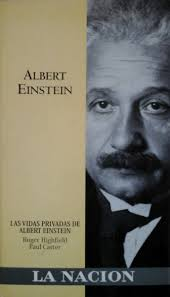 ALBERT
EINSTEIN
LAS VIDAS PRIVADAS DE
ALBERT EINSTEIN
Roger Highfield
Paul Carter
LA NACION